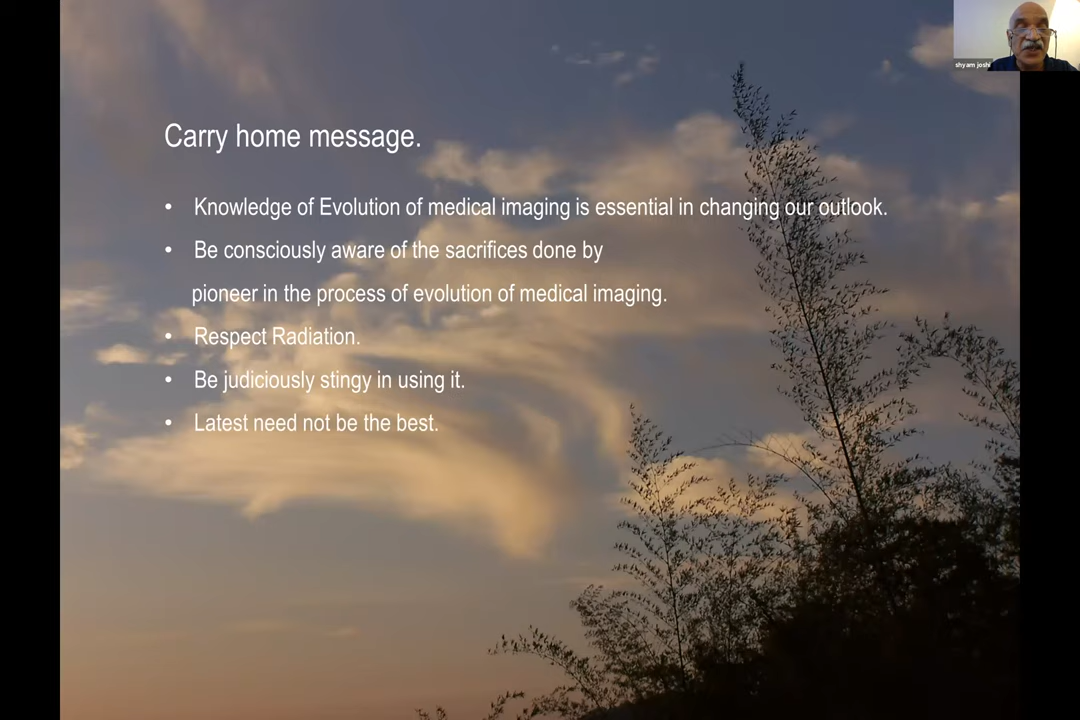 shyam joshi
Carry home message.
• Knowledge of Evolution of medical imaging is essential in changing our outlook.
• Be consciously aware of the sacrifices done by
pioneer in the process of evolution of medical imaging.
• Respect Radiation.
• Be judiciously stingy in using it.
• Latest need not be the best.